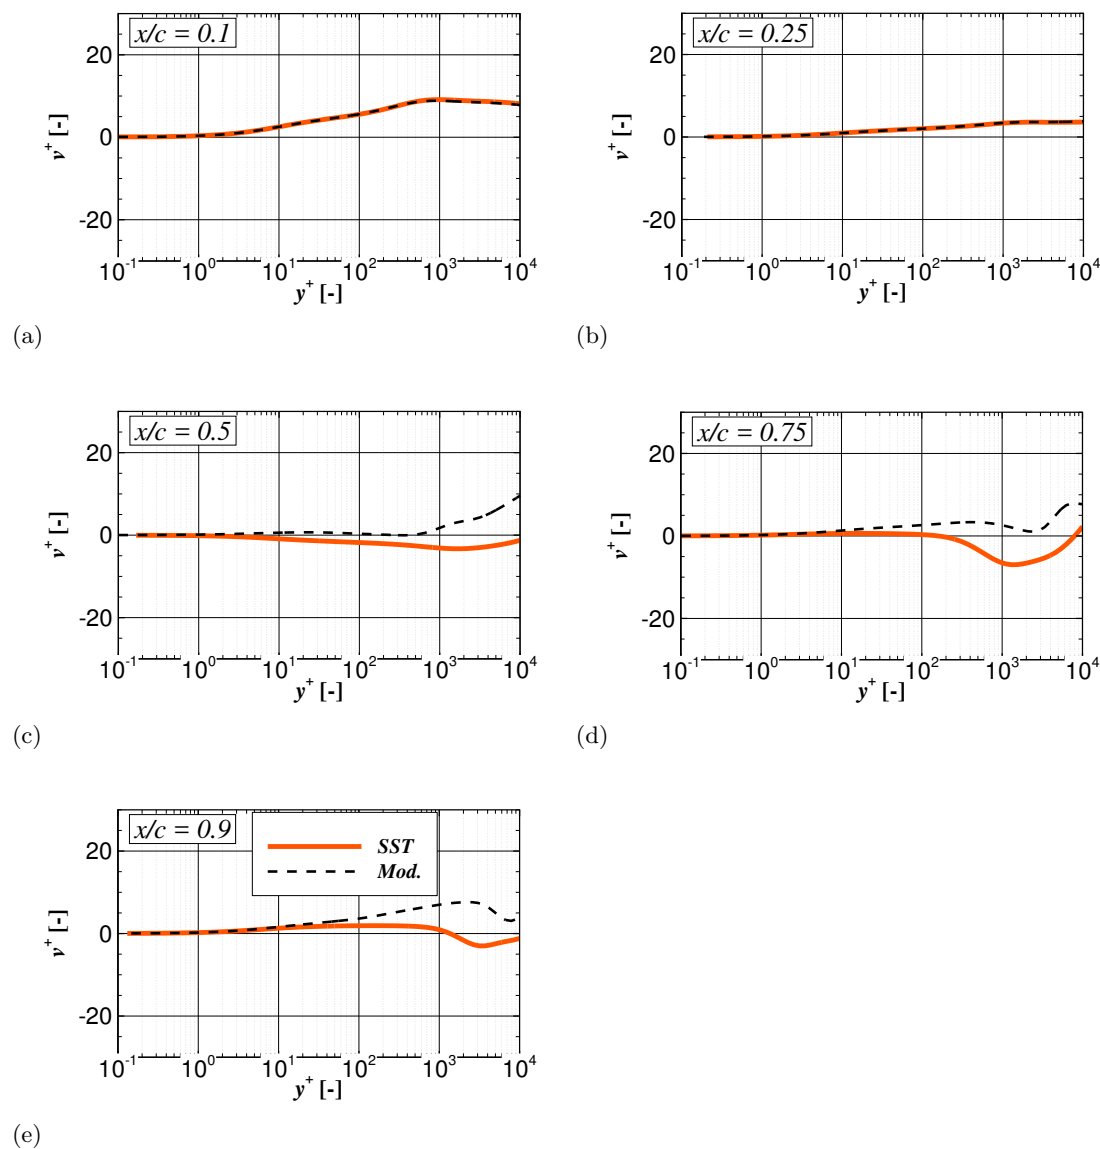 x/c = 0.1
20
0
-20
v⁺ [-]
10⁻¹ 10⁰ 10¹ 10² 10³ 10⁴
y⁺ [-]
(a)
x/c = 0.25
20
0
-20
v⁺ [-]
10⁻¹ 10⁰ 10¹ 10² 10³ 10⁴
y⁺ [-]
(b)
x/c = 0.5
20
0
-20
v⁺ [-]
10⁻¹ 10⁰ 10¹ 10² 10³ 10⁴
y⁺ [-]
(c)
x/c = 0.75
20
0
-20
v⁺ [-]
10⁻¹ 10⁰ 10¹ 10² 10³ 10⁴
y⁺ [-]
(d)
x/c = 0.9
SST
Mod.
20
0
-20
v⁺ [-]
10⁻¹ 10⁰ 10¹ 10² 10³ 10⁴
y⁺ [-]
(e)